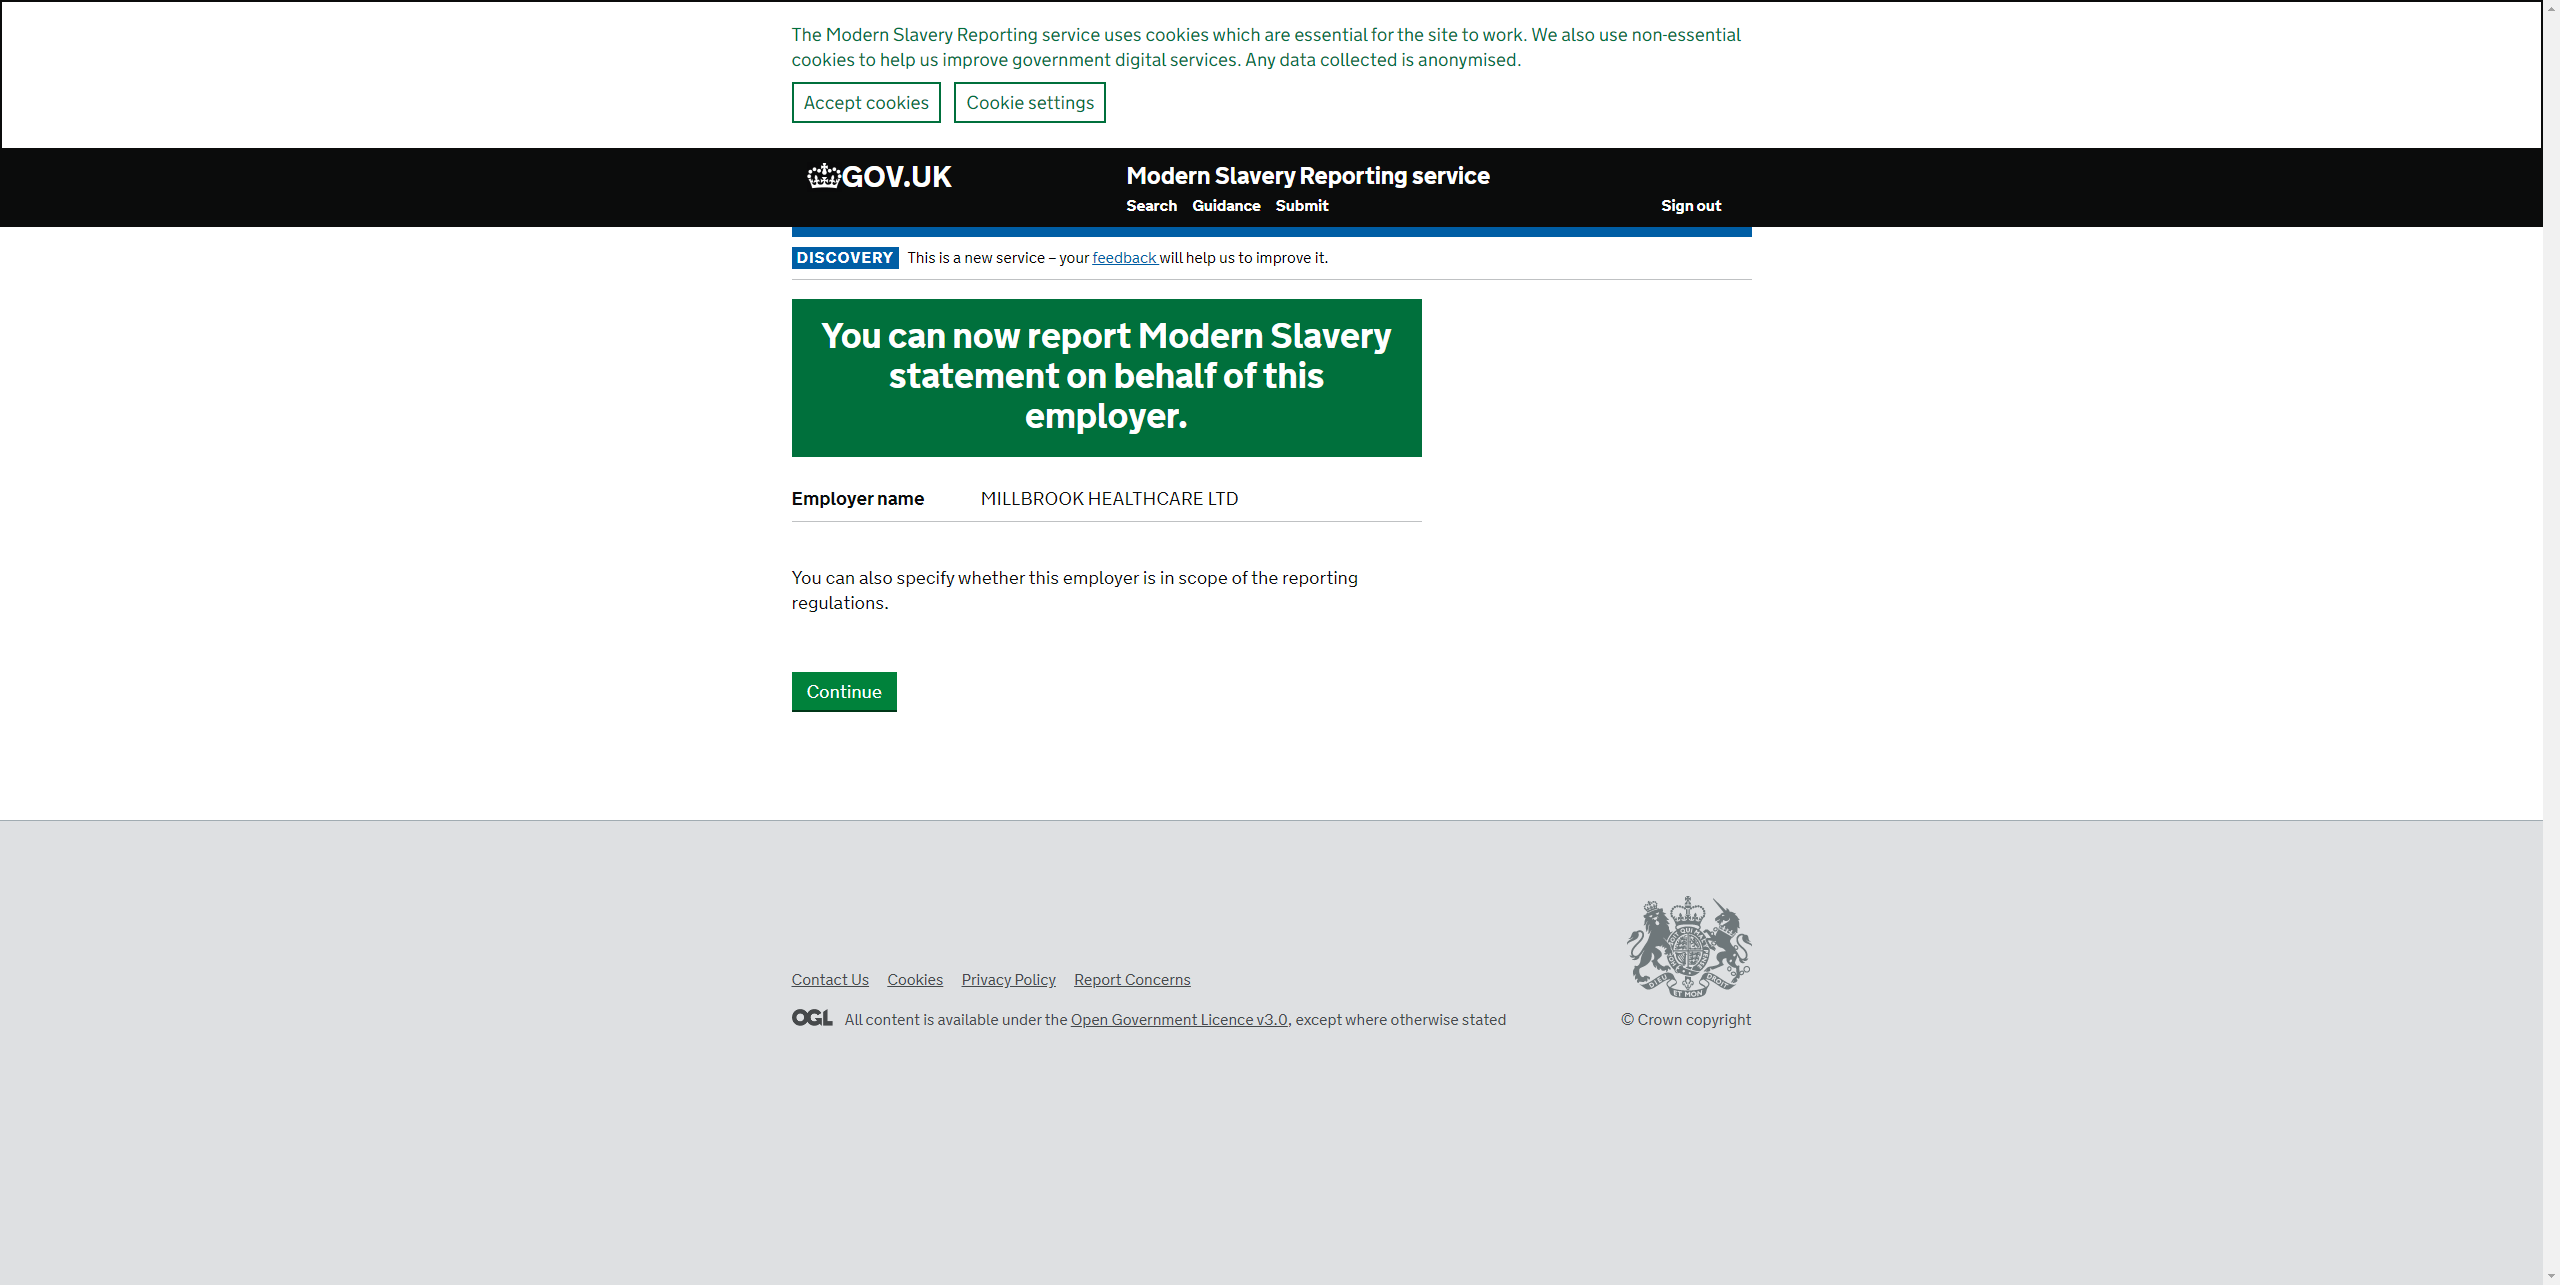 The Modern Slavery Reporting service uses cookies which are essential for the site to work. We also use non-essential
cookies to help us improve government digital services. Any data collected is anonymised.
Accept cookies Cookie settings
GOV.UK Modern Slavery Reporting service
Search Guidance Submit Sign out
DISCOVERY This is a new service – your feedback will help us to improve it.
You can now report Modern Slavery
statement on behalf of this
employer.
Employer name MILLBROOK HEALTHCARE LTD
You can also specify whether this employer is in scope of the reporting
regulations.
Continue
Contact Us Cookies Privacy Policy Report Concerns
OGL All content is available under the Open Government Licence v3.0, except where otherwise stated
© Crown copyright